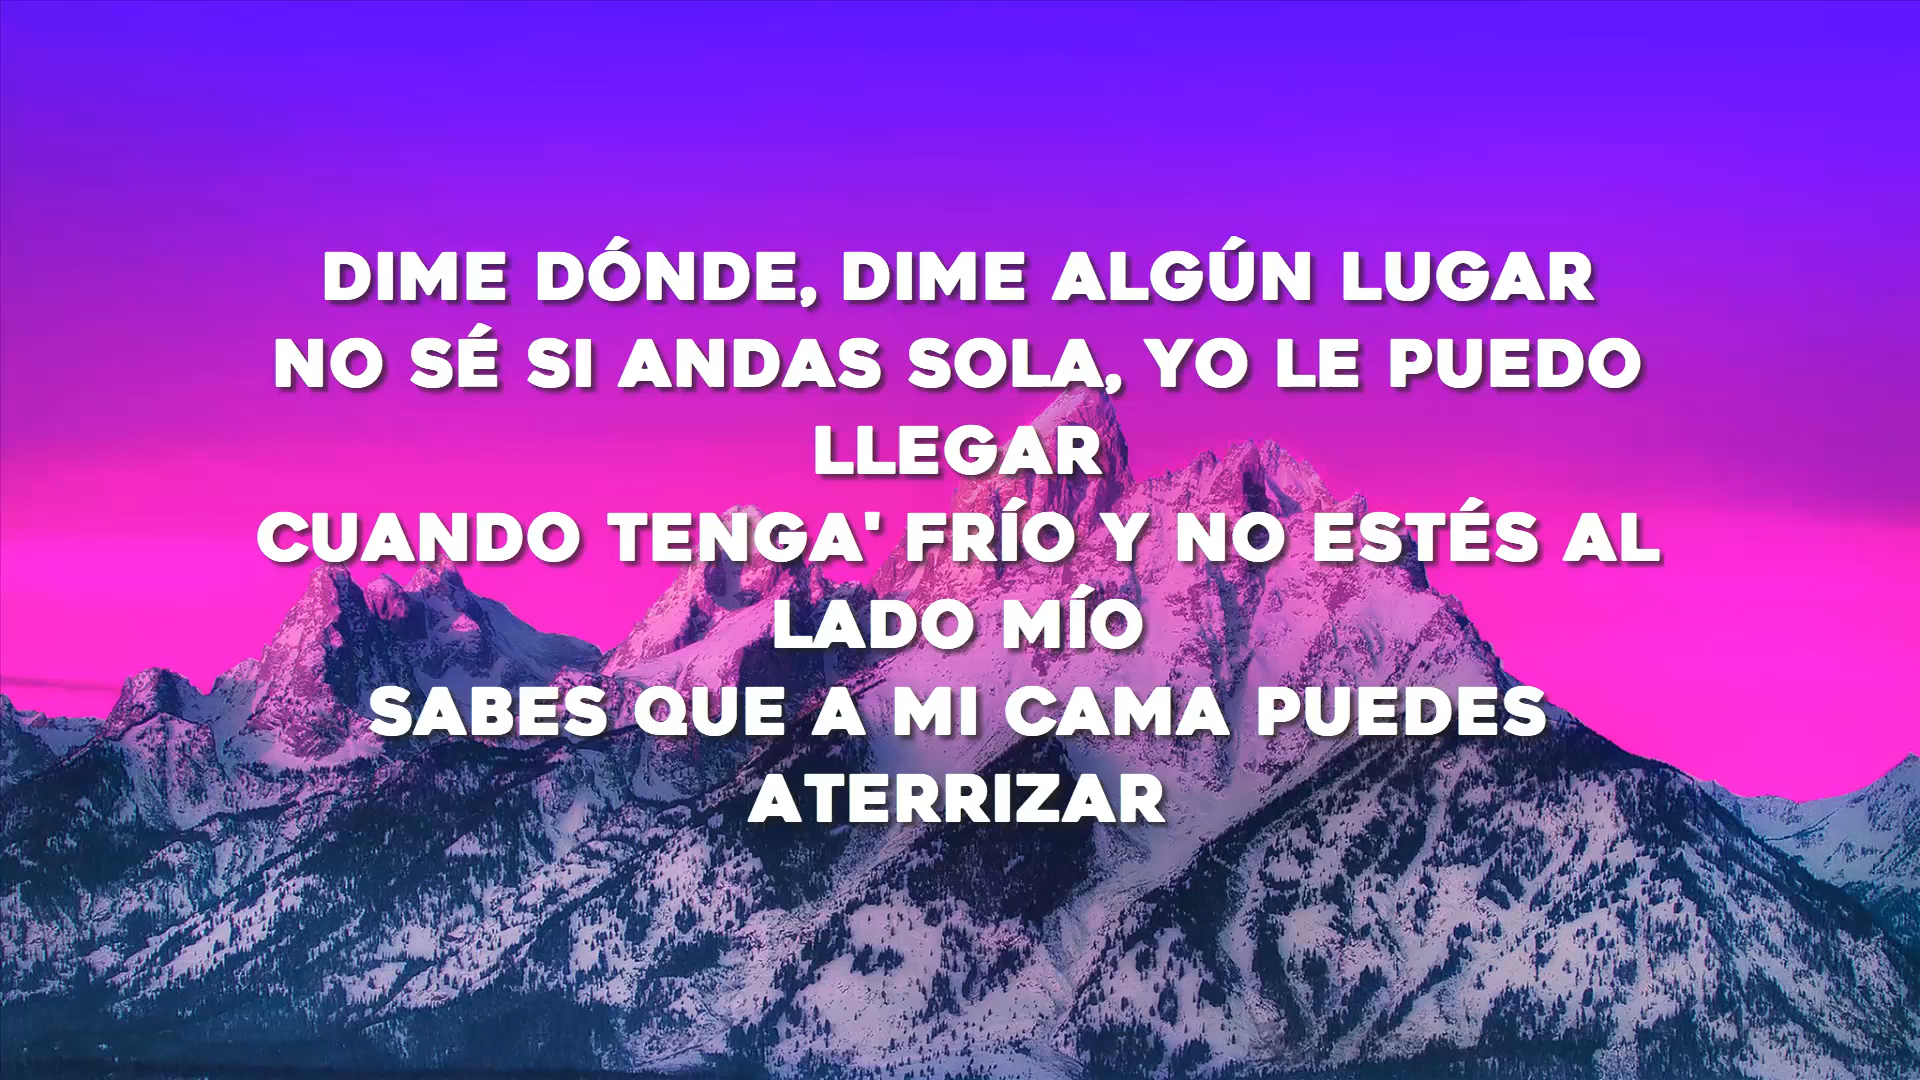 DIME DÓNDE, DIME ALGÚN LUGAR
NO SÉ SI ANDAS SOLA, YO LE PUEDO
LLEGAR
CUANDO TENGA' FRÍO Y NO ESTÉS AL
LADO MÍO
SABES QUE A MI CAMA PUEDES
ATERRIZAR